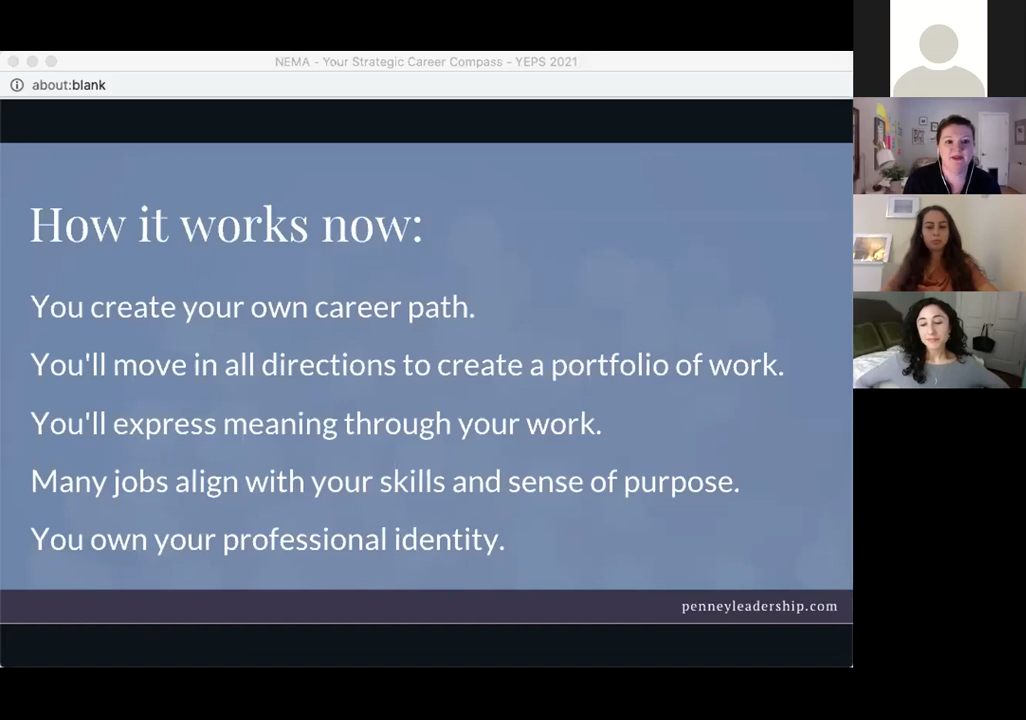 NEMA - Your Strategic Career Compass - YEPS 2021
about:blank
How it works now:
You create your own career path.
You'll move in all directions to create a portfolio of work.
You'll express meaning through your work.
Many jobs align with your skills and sense of purpose.
You own your professional identity.
penneyleadership.com